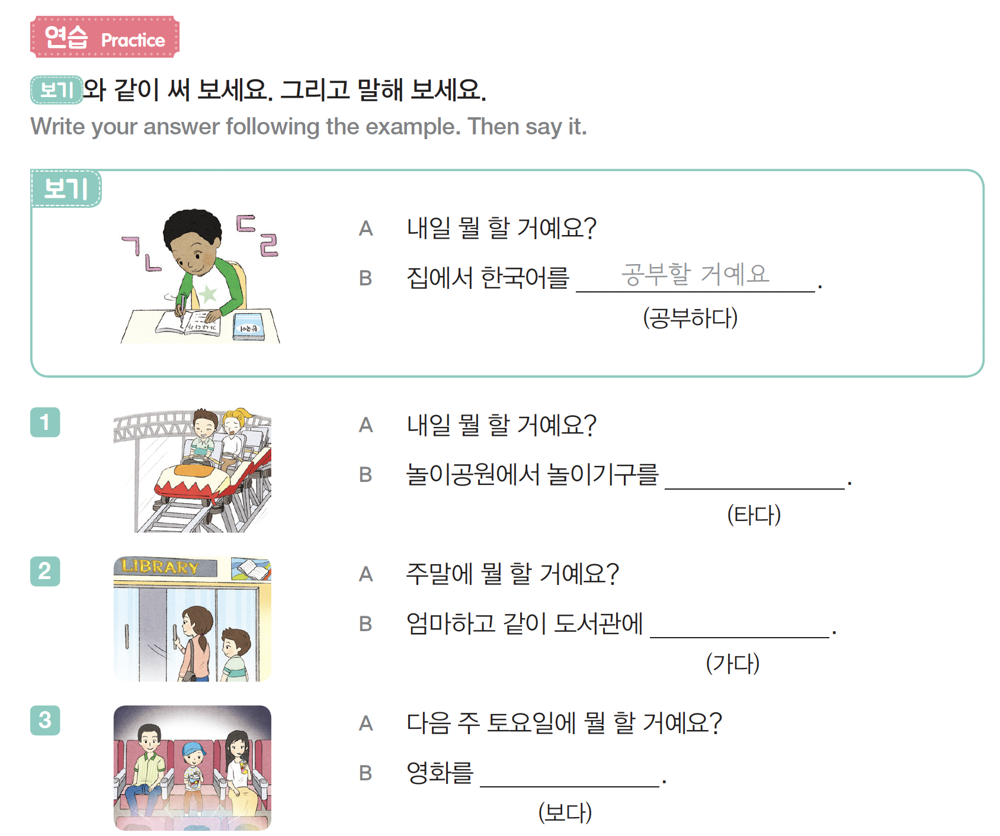 연습 Practice
보기와 같이 써 보세요. 그리고 말해 보세요.
Write your answer following the example. Then say it.
보기
ㄱ ㄴ ㄷ ㄹ
한국어
A 내일 뭘 할 거예요?
B 집에서 한국어를 공부할 거예요.
(공부하다)
1
A 내일 뭘 할 거예요?
B 놀이공원에서 놀이기구를 .
(타다)
2
LIBRARY
A 주말에 뭘 할 거예요?
B 엄마하고 같이 도서관에 .
(가다)
3
A 다음 주 토요일에 뭘 할 거예요?
B 영화를 .
(보다)